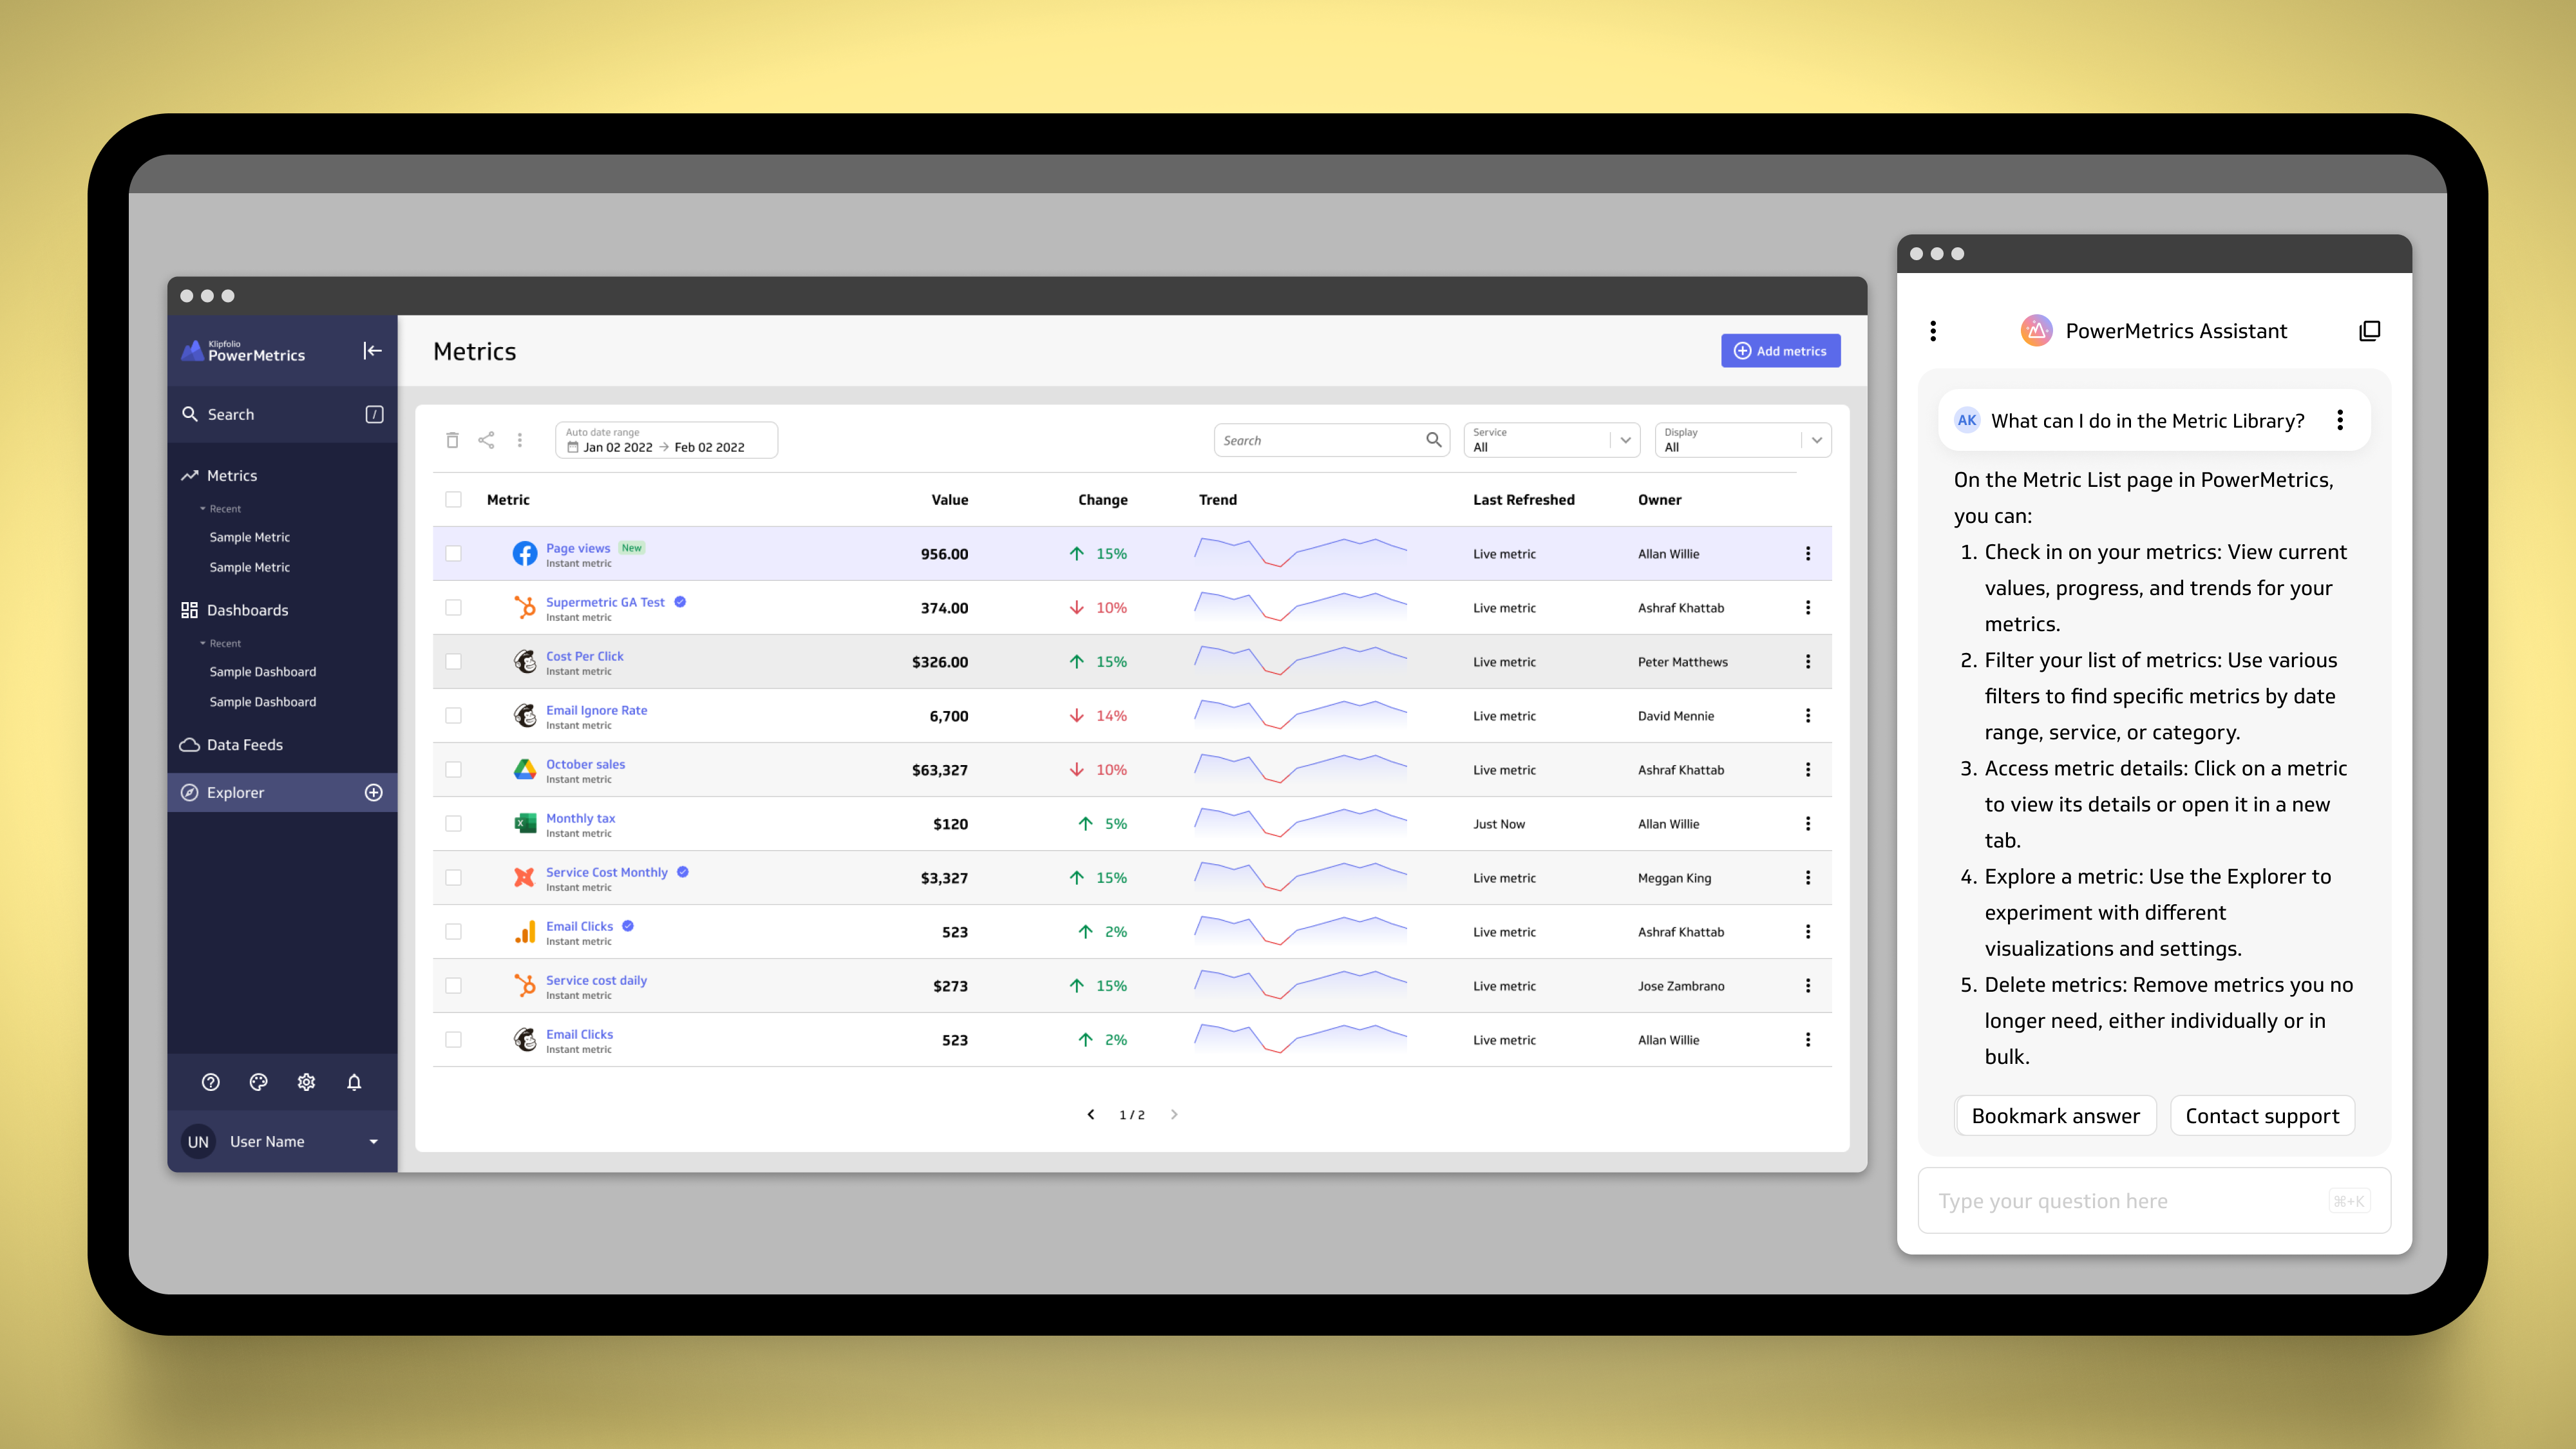 Klipfolio
PowerMetrics
Search
/
Metrics
Recent
Sample Metric
Sample Metric
Dashboards
Recent
Sample Dashboard
Sample Dashboard
Data Feeds
Explorer
UN User Name
Metrics
Add metrics
Auto date range
Jan 02 2022 → Feb 02 2022
Search
Service
All
Display
All
Metric Value Change Trend Last Refreshed Owner
Page views New
Instant metric
956.00 ↑ 15% Live metric Allan Willie
Supermetric GA Test
Instant metric
374.00 ↓ 10% Live metric Ashraf Khattab
Cost Per Click
Instant metric
$326.00 ↑ 15% Live metric Peter Matthews
Email Ignore Rate
Instant metric
6,700 ↓ 14% Live metric David Mennie
October sales
Instant metric
$63,327 ↓ 10% Live metric Ashraf Khattab
Monthly tax
Instant metric
$120 ↑ 5% Just Now Allan Willie
Service Cost Monthly
Instant metric
$3,327 ↑ 15% Live metric Meggan King
Email Clicks
Instant metric
523 ↑ 2% Live metric Ashraf Khattab
Service cost daily
Instant metric
$273 ↑ 15% Live metric Jose Zambrano
Email Clicks
Instant metric
523 ↑ 2% Live metric Allan Willie
1 / 2
PowerMetrics Assistant
AK What can I do in the Metric Library?
On the Metric List page in PowerMetrics,
you can:
1. Check in on your metrics: View current
values, progress, and trends for your
metrics.
2. Filter your list of metrics: Use various
filters to find specific metrics by date
range, service, or category.
3. Access metric details: Click on a metric
to view its details or open it in a new
tab.
4. Explore a metric: Use the Explorer to
experiment with different
visualizations and settings.
5. Delete metrics: Remove metrics you no
longer need, either individually or in
bulk.
Bookmark answer
Contact support
Type your question here
⌘+K